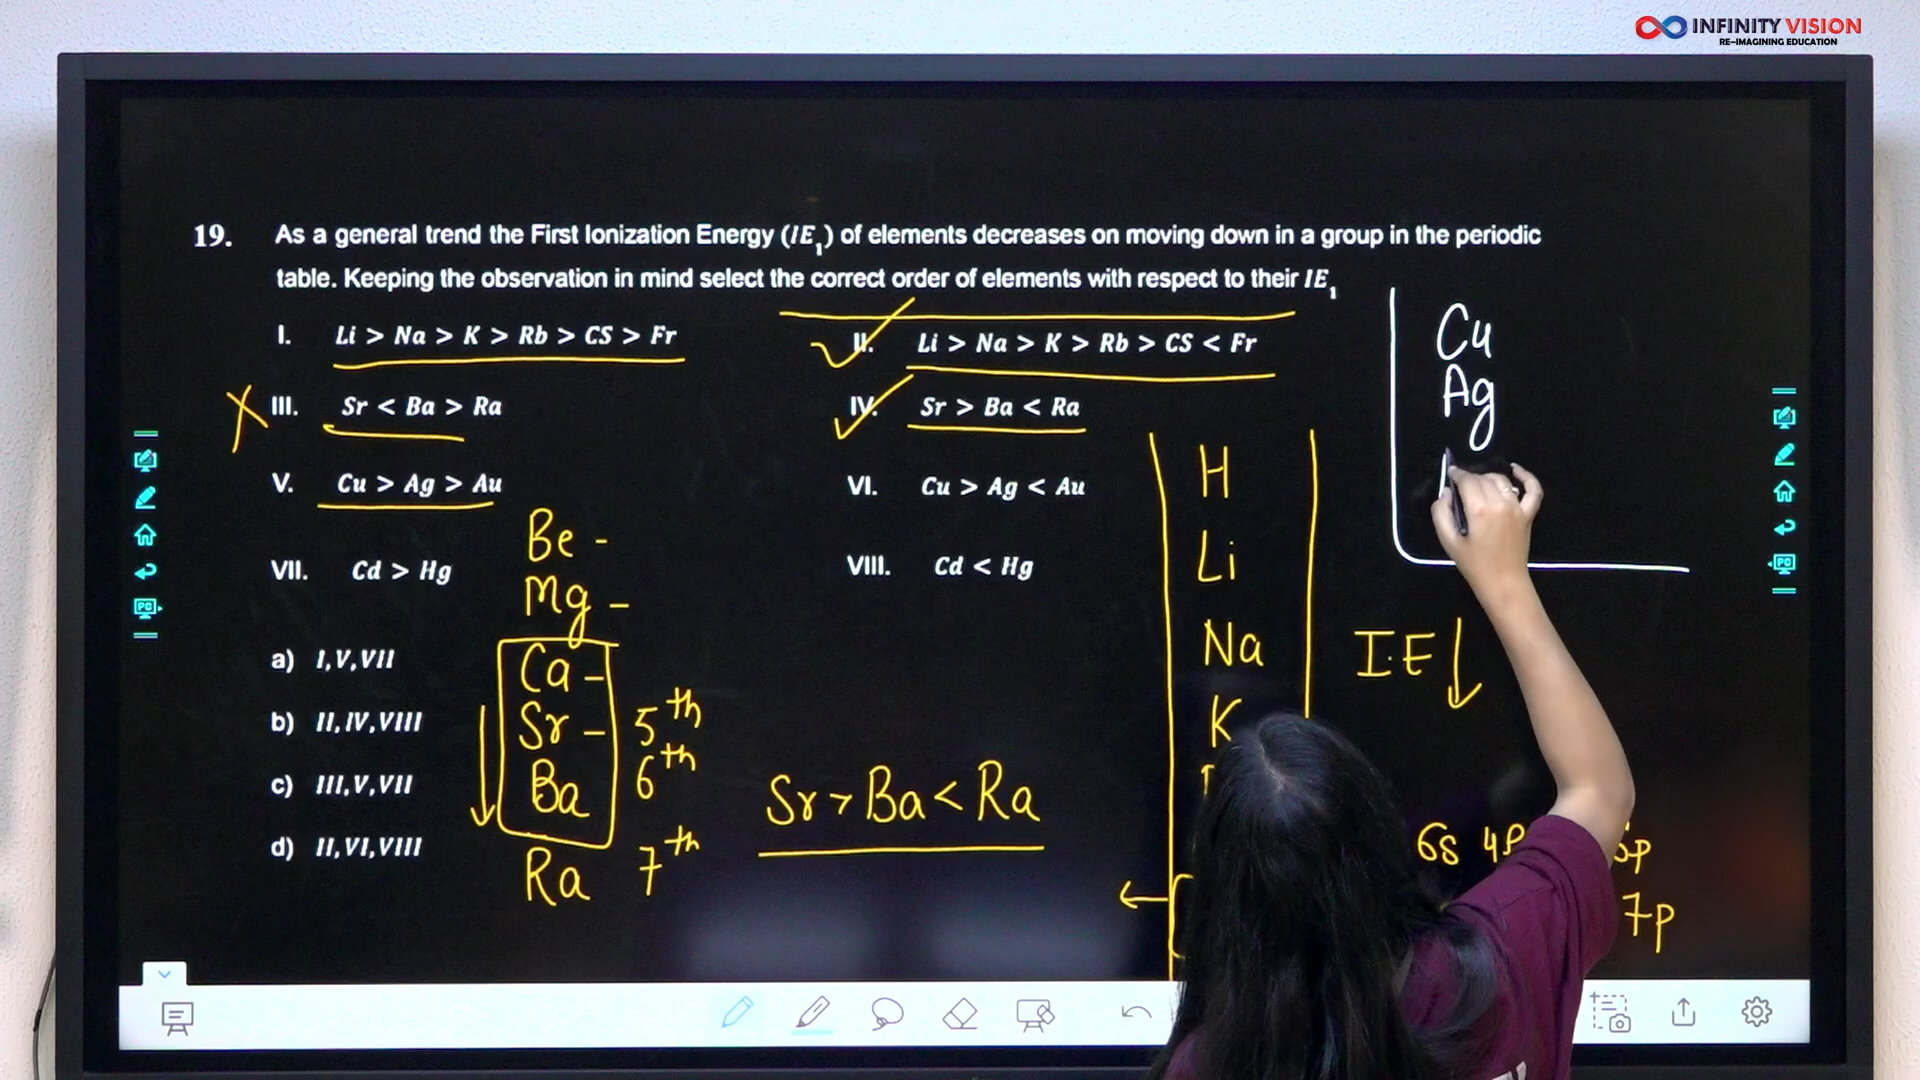 INFINITY VISION
RE-IMAGINING EDUCATION
19. As a general trend the First Ionization Energy (IE₁) of elements decreases on moving down in a group in the periodic
table. Keeping the observation in mind select the correct order of elements with respect to their IE₁
I. Li > Na > K > Rb > CS > Fr
II. Li > Na > K > Rb > CS < Fr
III. Sr < Ba > Ra
IV. Sr > Ba < Ra
V. Cu > Ag > Au
VI. Cu > Ag < Au
VII. Cd > Hg
VIII. Cd < Hg
a) I,V,VII
b) II,IV,VIII
c) III,V,VII
d) II,VI,VIII
Be -
Mg -
Ca -
Sr - 5th
Ba 6th
Ra 7th
Sr > Ba < Ra
H
Li
Na
K
I.E ↓
6s
7p
Cu
Ag
PC
PC